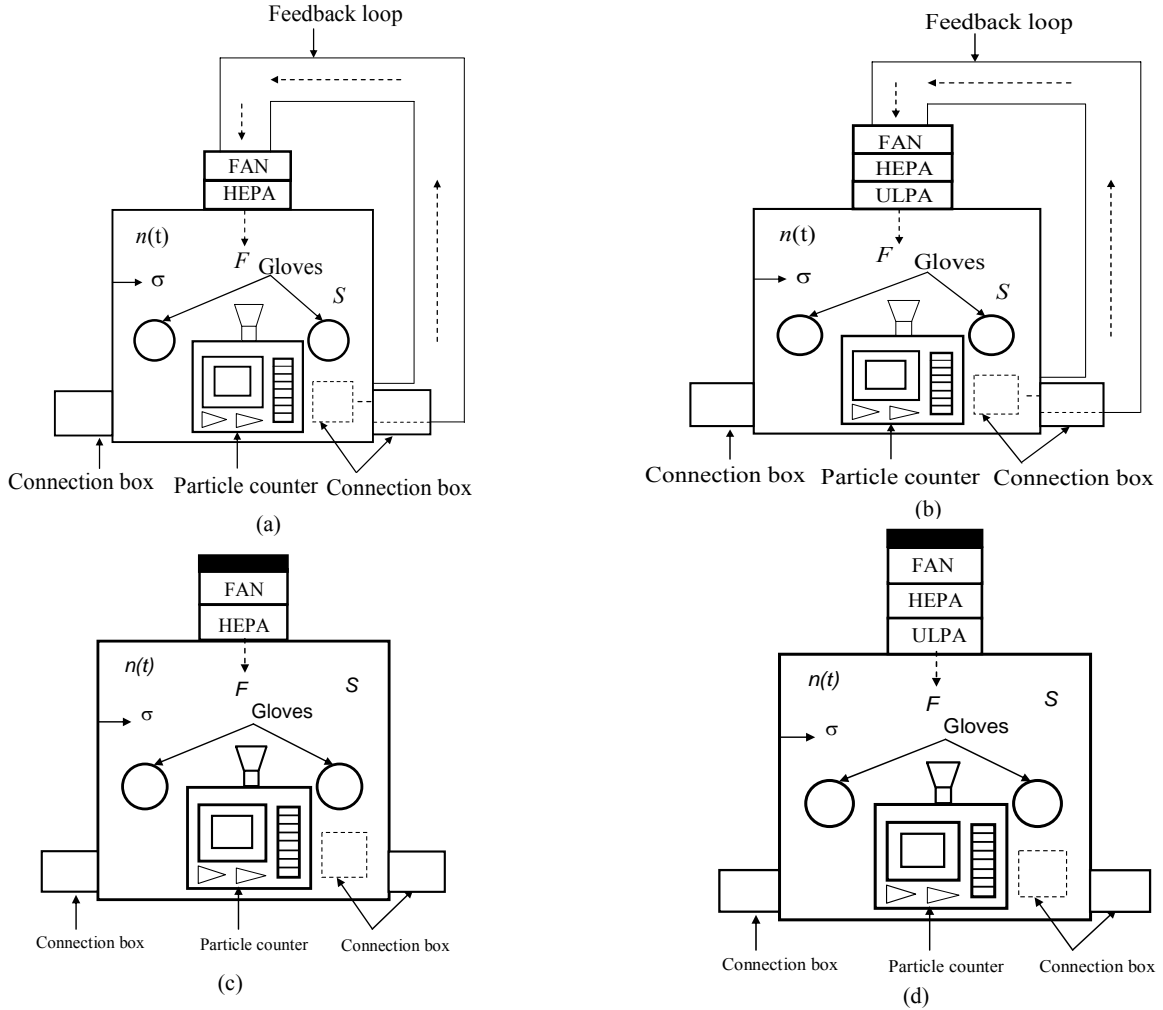 Feedback loop
FAN
HEPA
n(t)
F
Gloves
σ
S
Connection box
Particle counter
Connection box
(a)
Feedback loop
FAN
HEPA
ULPA
n(t)
F
Gloves
σ
S
Connection box
Particle counter
Connection box
(b)
FAN
HEPA
n(t)
F
S
σ
Gloves
Connection box
Particle counter
Connection box
(c)
FAN
HEPA
ULPA
n(t)
F
S
σ
Gloves
Connection box
Particle counter
Connection box
(d)